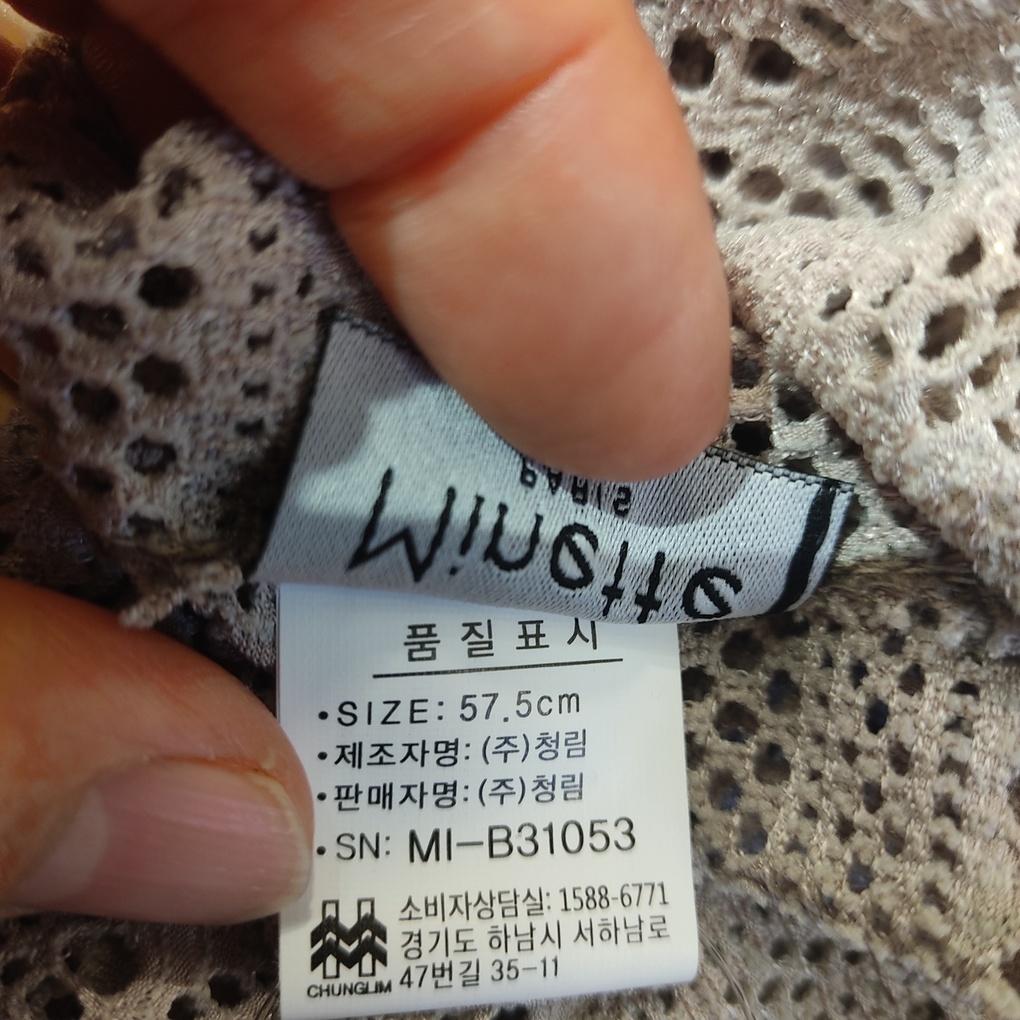 PARIS
Minette
품질표시
•SIZE: 57.5cm
•제조자명: (주)청림
•판매자명: (주)청림
•SN: MI-B31053
소비자상담실: 1588-6771
경기도 하남시 서하남로
47번길 35-11
CHUNGLIM